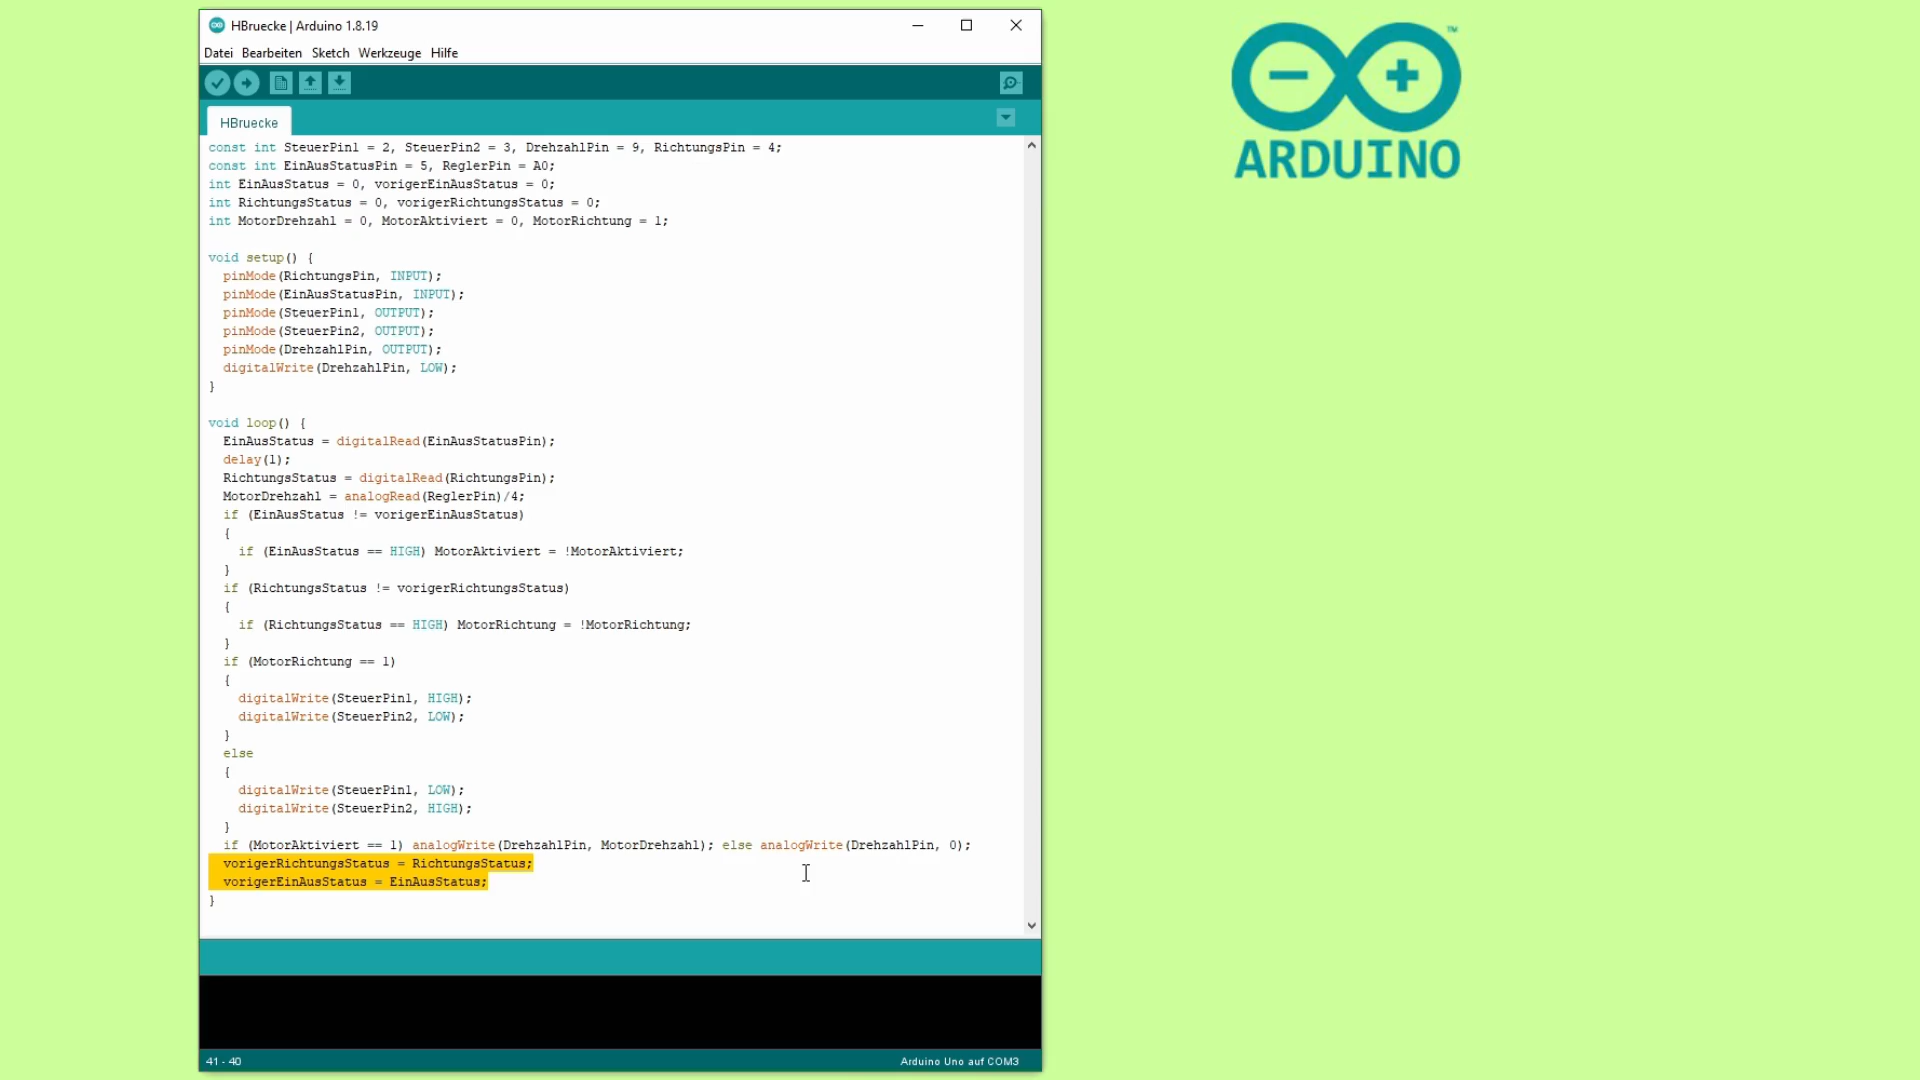 HBruecke | Arduino 1.8.19
Datei Bearbeiten Sketch Werkzeuge Hilfe
HBruecke
const int SteuerPin1 = 2, SteuerPin2 = 3, DrehzahlPin = 9, RichtungsPin = 4;
const int EinAusStatusPin = 5, ReglerPin = A0;
int EinAusStatus = 0, vorigerEinAusStatus = 0;
int RichtungsStatus = 0, vorigerRichtungsStatus = 0;
int MotorDrehzahl = 0, MotorAktiviert = 0, MotorRichtung = 1;
void setup() {
pinMode(RichtungsPin, INPUT);
pinMode(EinAusStatusPin, INPUT);
pinMode(SteuerPin1, OUTPUT);
pinMode(SteuerPin2, OUTPUT);
pinMode(DrehzahlPin, OUTPUT);
digitalWrite(DrehzahlPin, LOW);
}
void loop() {
EinAusStatus = digitalRead(EinAusStatusPin);
delay(1);
RichtungsStatus = digitalRead(RichtungsPin);
MotorDrehzahl = analogRead(ReglerPin)/4;
if (EinAusStatus != vorigerEinAusStatus)
{
if (EinAusStatus == HIGH) MotorAktiviert = !MotorAktiviert;
}
if (RichtungsStatus != vorigerRichtungsStatus)
{
if (RichtungsStatus == HIGH) MotorRichtung = !MotorRichtung;
}
if (MotorRichtung == 1)
{
digitalWrite(SteuerPin1, HIGH);
digitalWrite(SteuerPin2, LOW);
}
else
{
digitalWrite(SteuerPin1, LOW);
digitalWrite(SteuerPin2, HIGH);
}
if (MotorAktiviert == 1) analogWrite(DrehzahlPin, MotorDrehzahl); else analogWrite(DrehzahlPin, 0);
vorigerRichtungsStatus = RichtungsStatus;
vorigerEinAusStatus = EinAusStatus;
}
41 - 40
Arduino Uno auf COM3
TM
ARDUINO